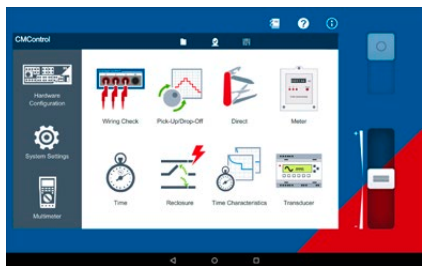 CMControl
Hardware
Configuration
System Settings
Multimeter
Wiring Check
Pick-Up/Drop-Off
Direct
Meter
Time
Reclosure
Time Characteristics
Transducer